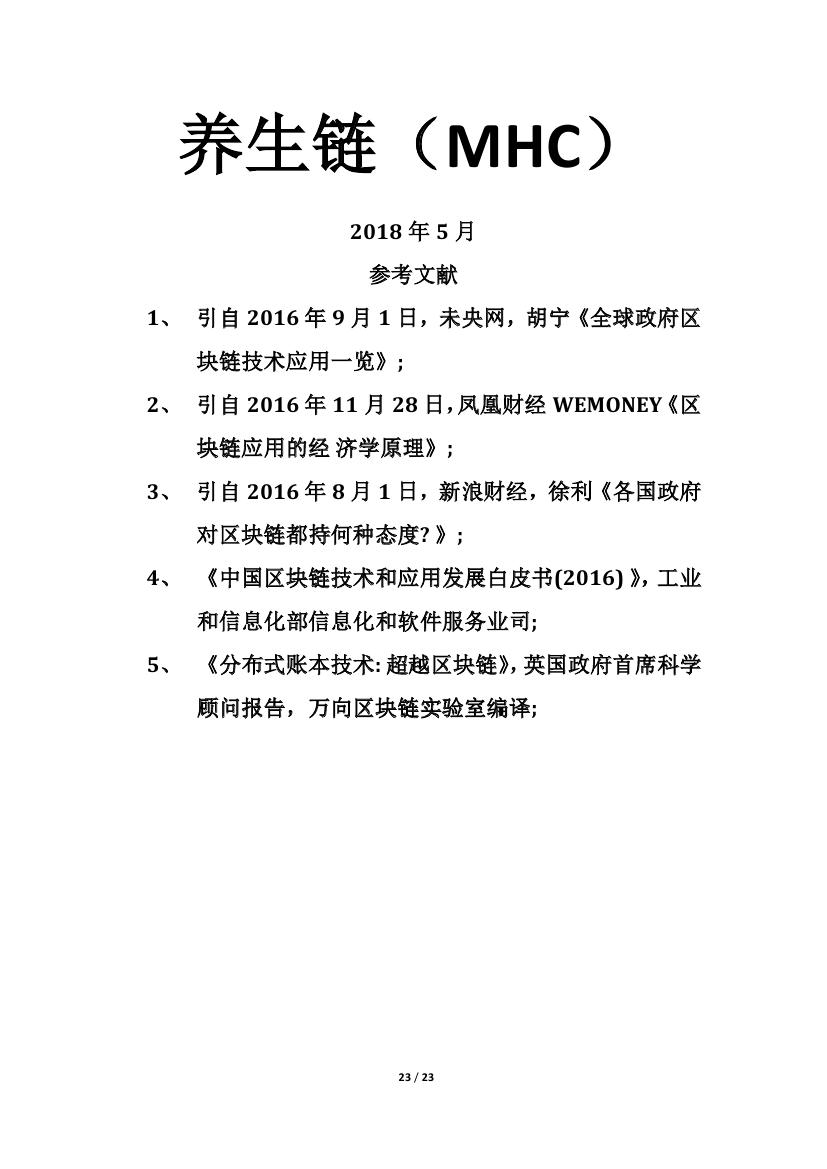 养生链（MHC）
2018 年 5 月
参考文献
1、 引自 2016 年 9 月 1 日，未央网，胡宁《全球政府区
块链技术应用一览》;
2、 引自 2016 年 11 月 28 日，凤凰财经 WEMONEY《区
块链应用的经 济学原理》;
3、 引自 2016 年 8 月 1 日，新浪财经，徐利《各国政府
对区块链都持何种态度? 》;
4、 《中国区块链技术和应用发展白皮书(2016) 》，工业
和信息化部信息化和软件服务业司;
5、 《分布式账本技术: 超越区块链》，英国政府首席科学
顾问报告，万向区块链实验室编译;
23 / 23